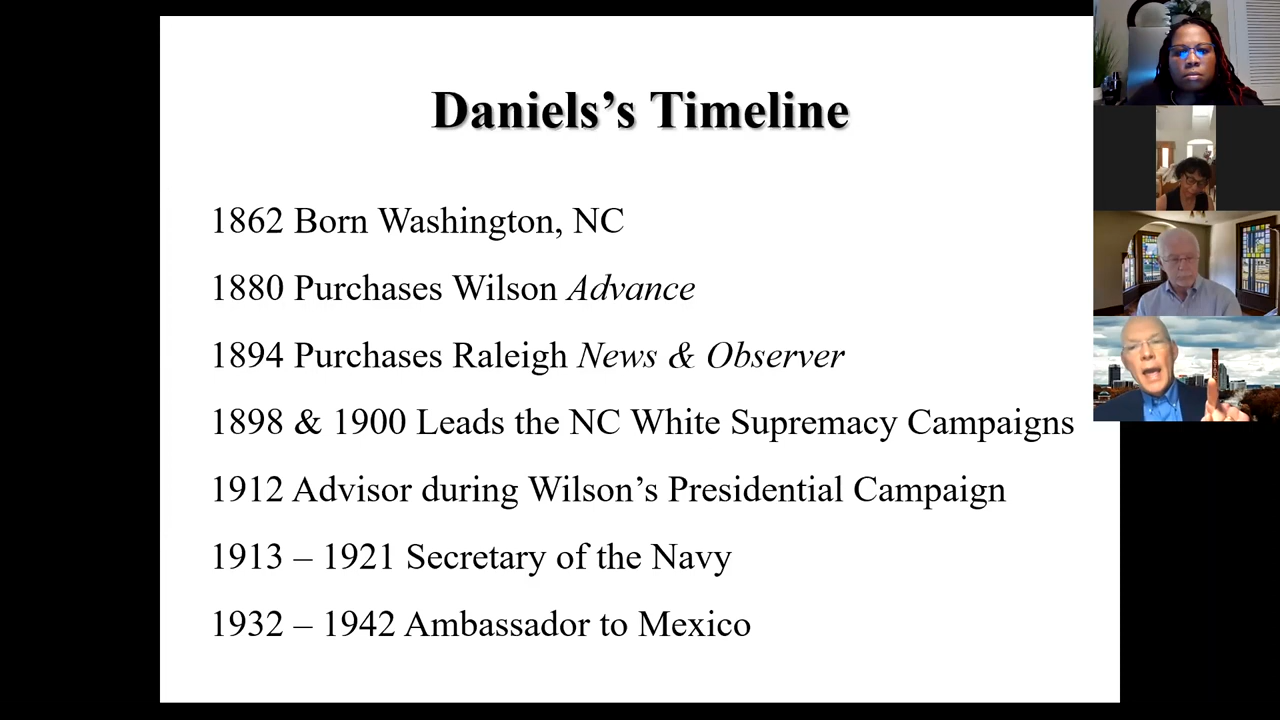 Daniels’s Timeline
1862 Born Washington, NC
1880 Purchases Wilson Advance
1894 Purchases Raleigh News & Observer
1898 & 1900 Leads the NC White Supremacy Campaigns
1912 Advisor during Wilson’s Presidential Campaign
1913 – 1921 Secretary of the Navy
1932 – 1942 Ambassador to Mexico